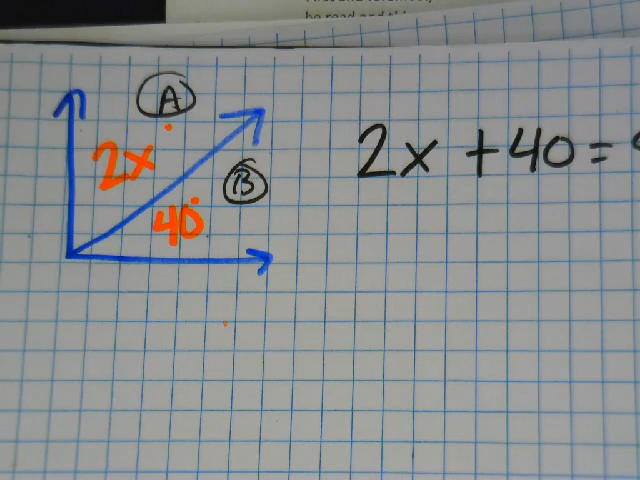 A
2x
B
40°
2x + 40 =